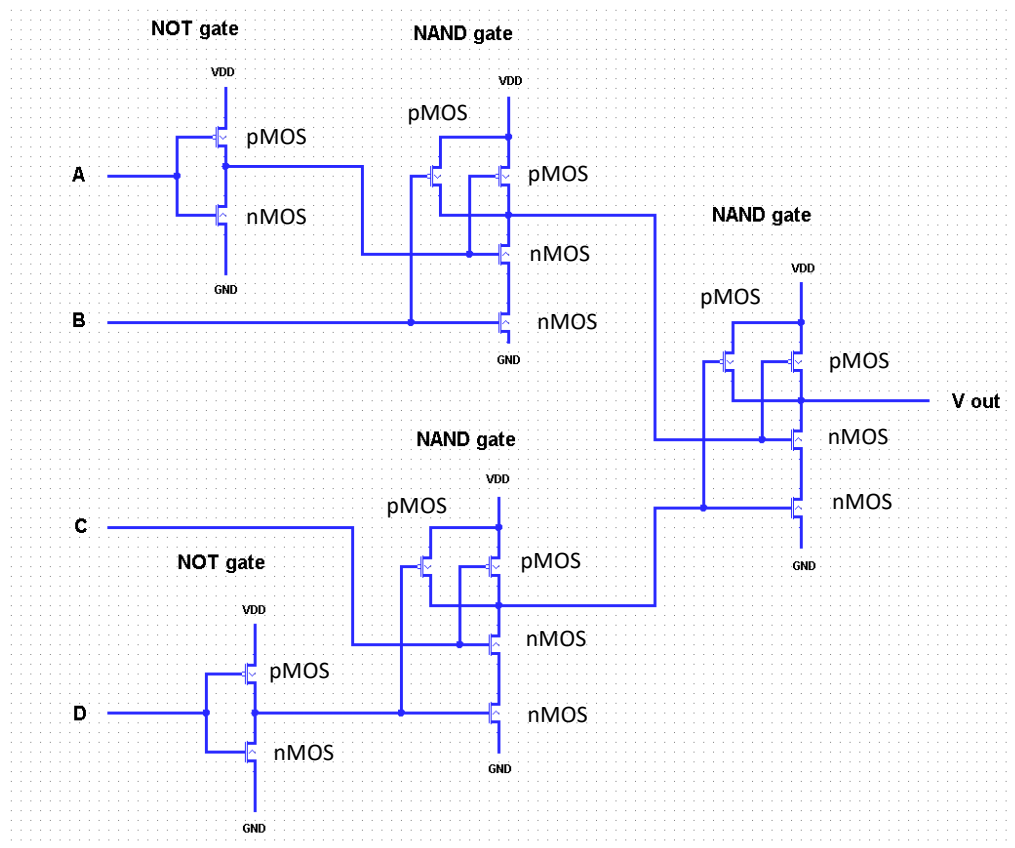 NOT gate
NAND gate
VDD
VDD
pMOS
pMOS
A
pMOS
nMOS
NAND gate
nMOS
VDD
GND
pMOS
B
nMOS
GND
pMOS
V out
NAND gate
nMOS
VDD
pMOS
nMOS
C
GND
NOT gate
pMOS
VDD
nMOS
pMOS
D
nMOS
nMOS
GND
GND